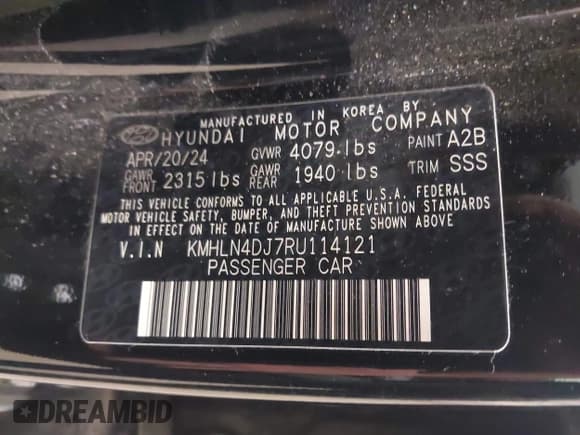 MANUFACTURED IN KOREA BY
HYUNDAI MOTOR COMPANY
APR/20/24 GVWR 4079 lbs PAINT A2B
GAWR FRONT 2315 lbs GAWR REAR 1940 lbs TRIM SSS
THIS VEHICLE CONFORMS TO ALL APPLICABLE U.S.A. FEDERAL
MOTOR VEHICLE SAFETY, BUMPER, AND THEFT PREVENTION STANDARDS
IN EFFECT ON THE DATE OF MANUFACTURE SHOWN ABOVE
V.I.N KMHLN4DJ7RU114121
PASSENGER CAR
DREAMBID